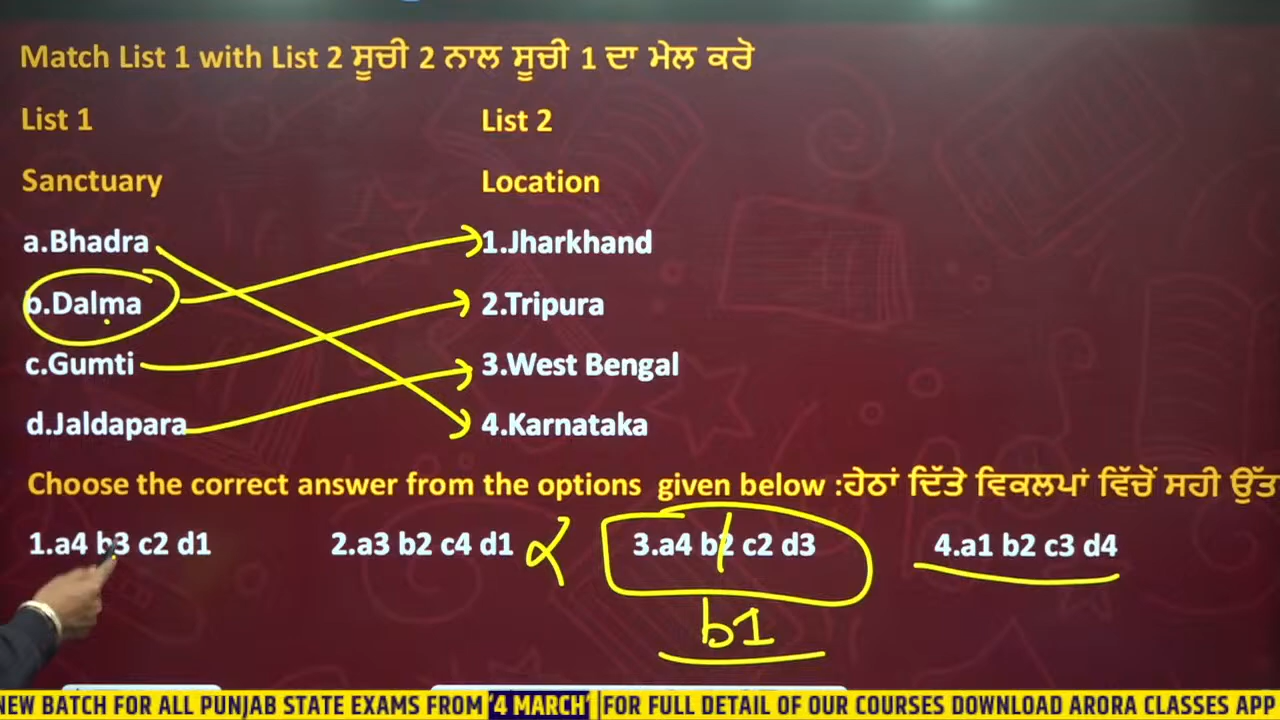 Match List 1 with List 2 ਸੂਚੀ 2 ਨਾਲ ਸੂਚੀ 1 ਦਾ ਮੇਲ ਕਰੋ
List 1 List 2
Sanctuary Location
a.Bhadra 1.Jharkhand
b.Dalma 2.Tripura
c.Gumti 3.West Bengal
d.Jaldapara 4.Karnataka
Choose the correct answer from the options given below :ਹੇਠਾਂ ਦਿੱਤੇ ਵਿਕਲਪਾਂ ਵਿੱਚੋਂ ਸਹੀ ਉੱਤ
1.a4 b3 c2 d1 2.a3 b2 c4 d1 3.a4 b2 c2 d3 4.a1 b2 c3 d4
b1
NEW BATCH FOR ALL PUNJAB STATE EXAMS FROM '4 MARCH' |FOR FULL DETAIL OF OUR COURSES DOWNLOAD ARORA CLASSES APP